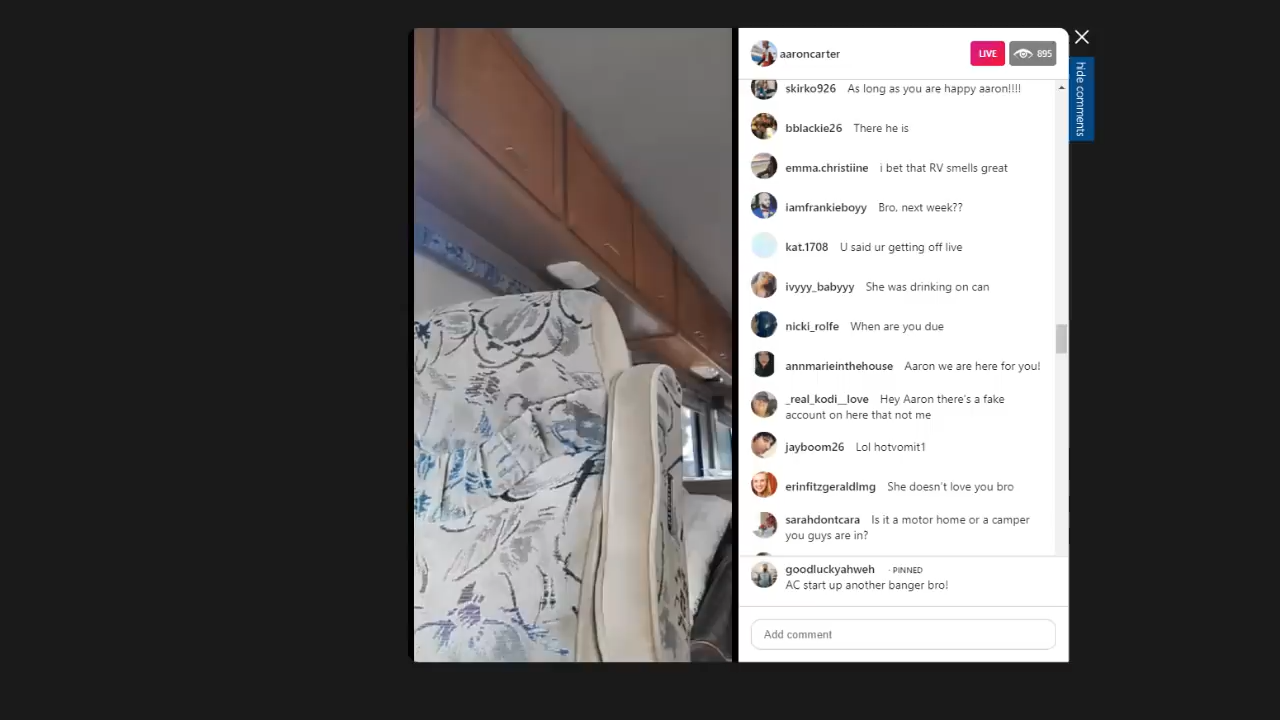 aaroncarter LIVE 895
hide comments
skirko926 As long as you are happy aaron!!!!
bblackie26 There he is
emma.christiine i bet that RV smells great
iamfrankieboyy Bro, next week??
kat.1708 U said ur getting off live
ivyyy_babyyy She was drinking on can
nicki_rolfe When are you due
annmarieinthehouse Aaron we are here for you!
_real_kodi__love Hey Aaron there's a fake
account on here that not me
jayboom26 Lol hotvomit1
erinfitzgeraldlmg She doesn't love you bro
sarahdontcara Is it a motor home or a camper
you guys are in?
goodluckyahweh · PINNED
AC start up another banger bro!
Add comment